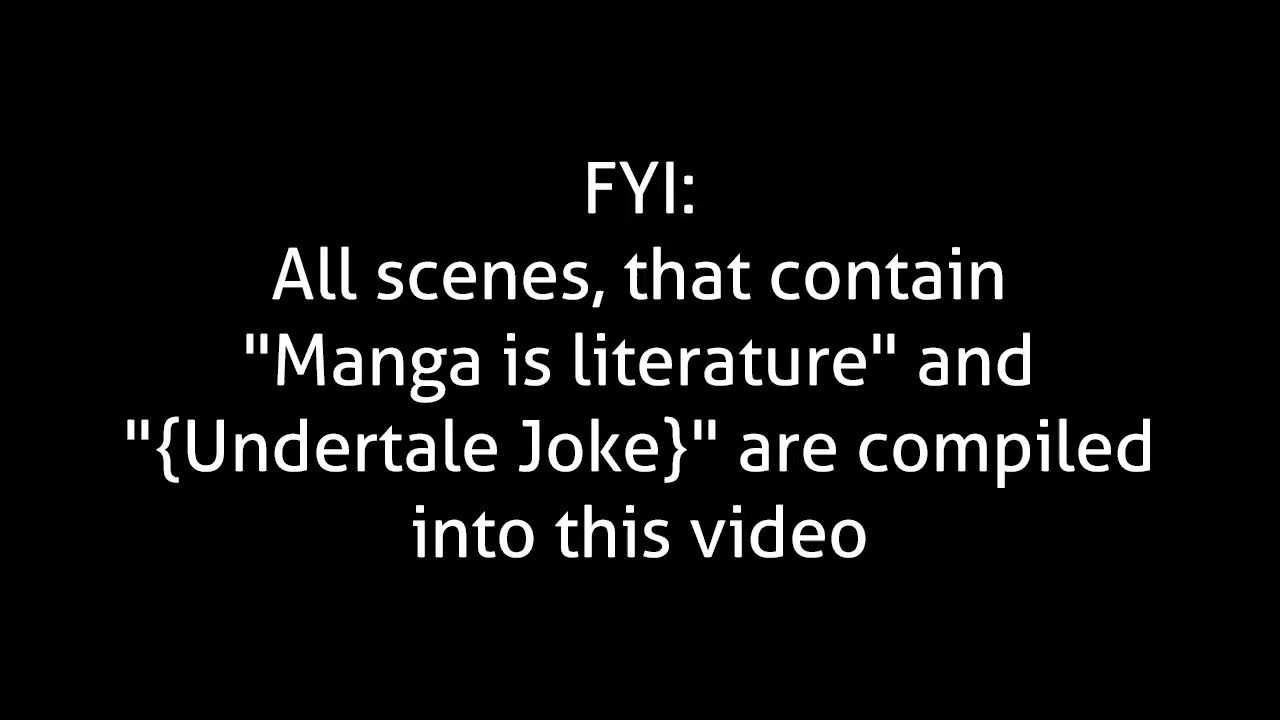 FYI:
All scenes, that contain
"Manga is literature" and
"{Undertale Joke}" are compiled
into this video